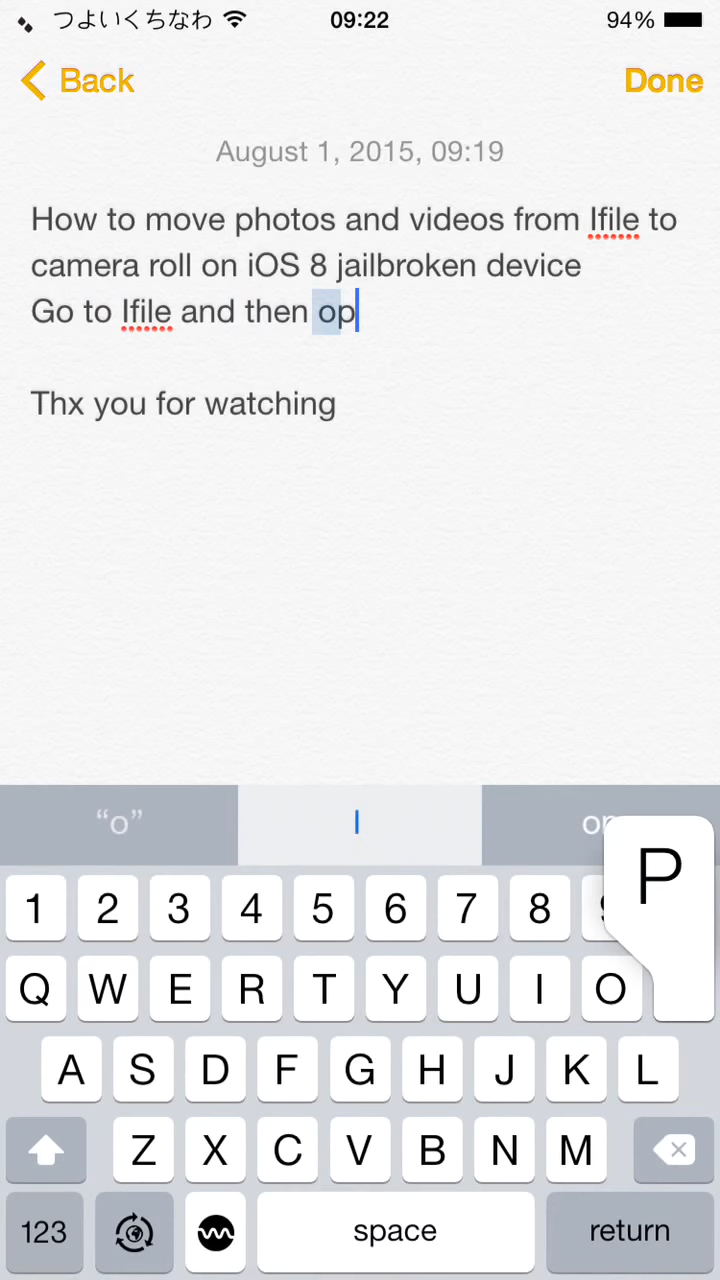 つよいくちなわ 09:22 94%
Back Done
August 1, 2015, 09:19
How to move photos and videos from Ifile to
camera roll on iOS 8 jailbroken device
Go to Ifile and then op
Thx you for watching
“o” I
1 2 3 4 5 6 7 8
P
Q W E R T Y U I O
A S D F G H J K L
Z X C V B N M
123 space return